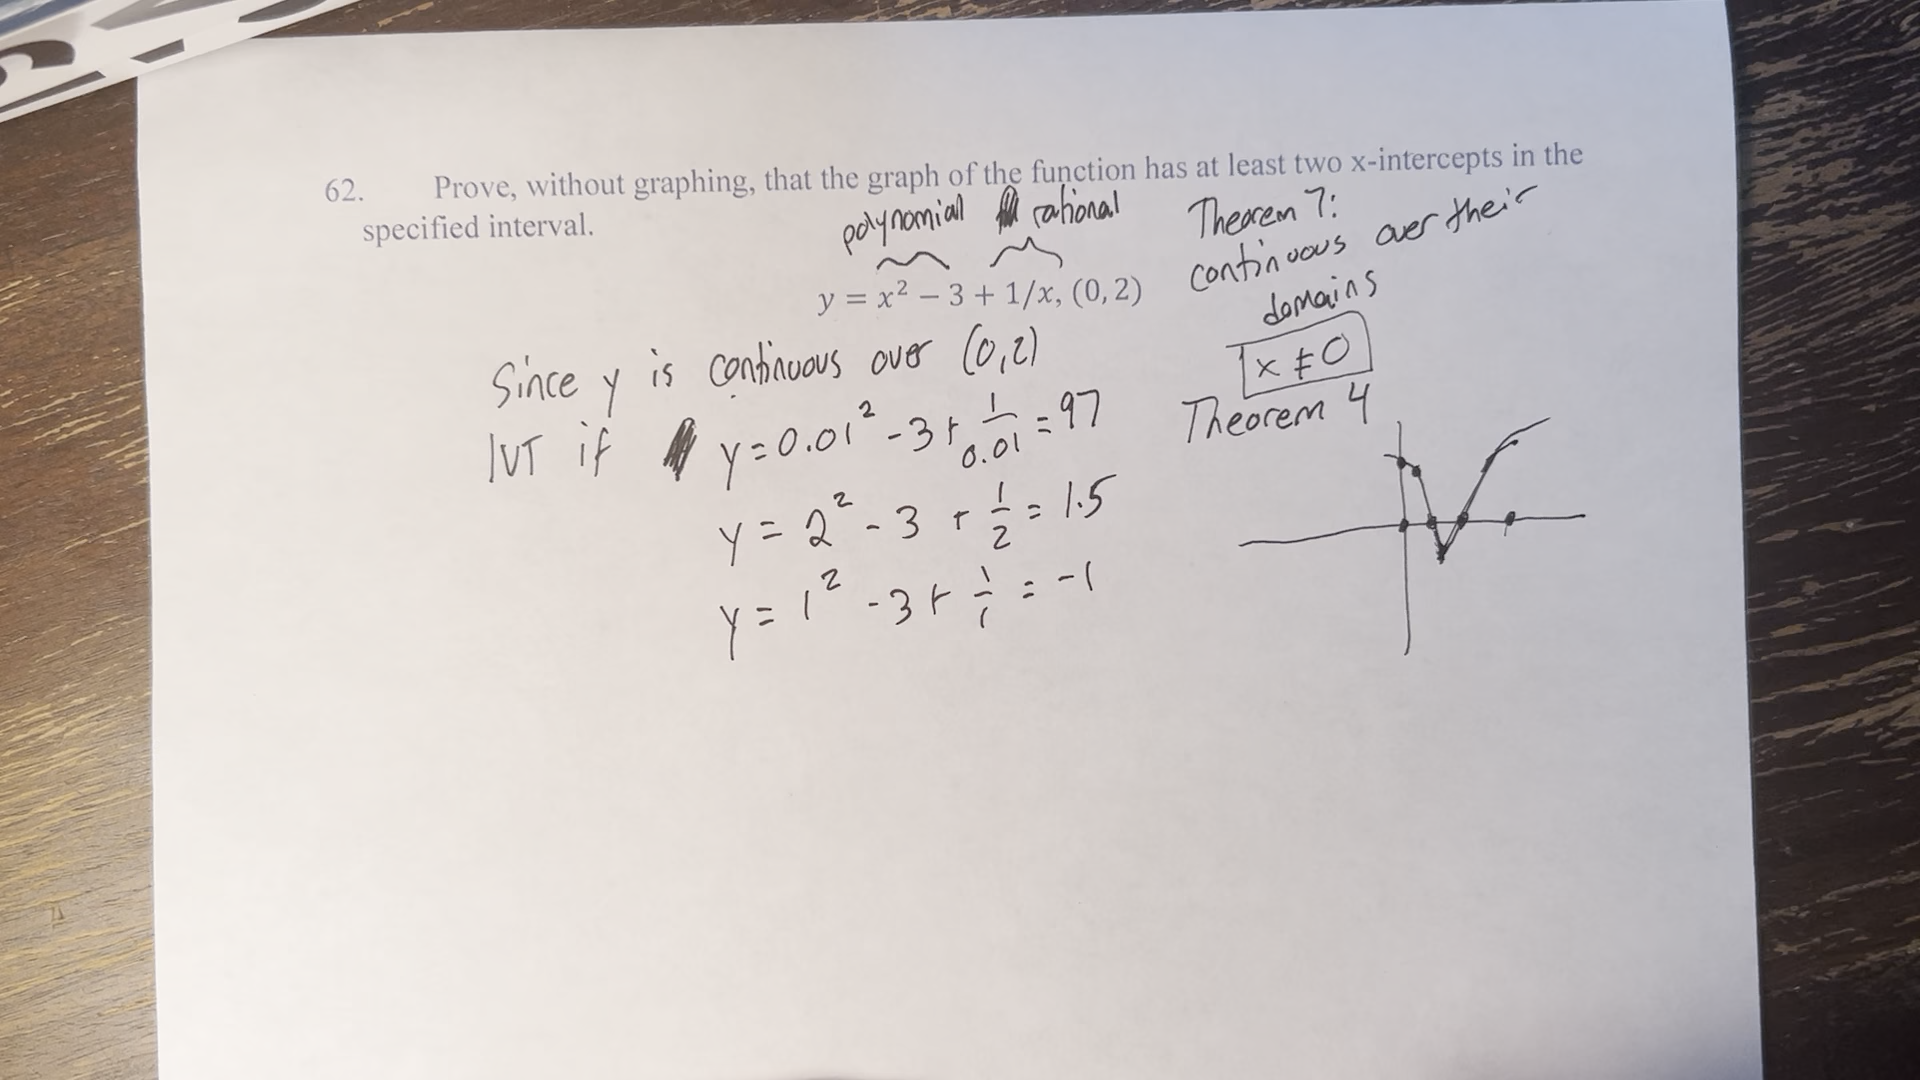 62. Prove, without graphing, that the graph of the function has at least two x-intercepts in the
specified interval.
polynomial rational
y = x² − 3 + 1/x, (0, 2)
Theorem 7:
continuous over their
domains
x ≠ 0
Theorem 4
Since y is continuous over (0,2)
IVT if y = 0.01² - 3 + 1/0.01 = 97
y = 2² - 3 + 1/2 = 1.5
y = 1² - 3 + 1/1 = -1